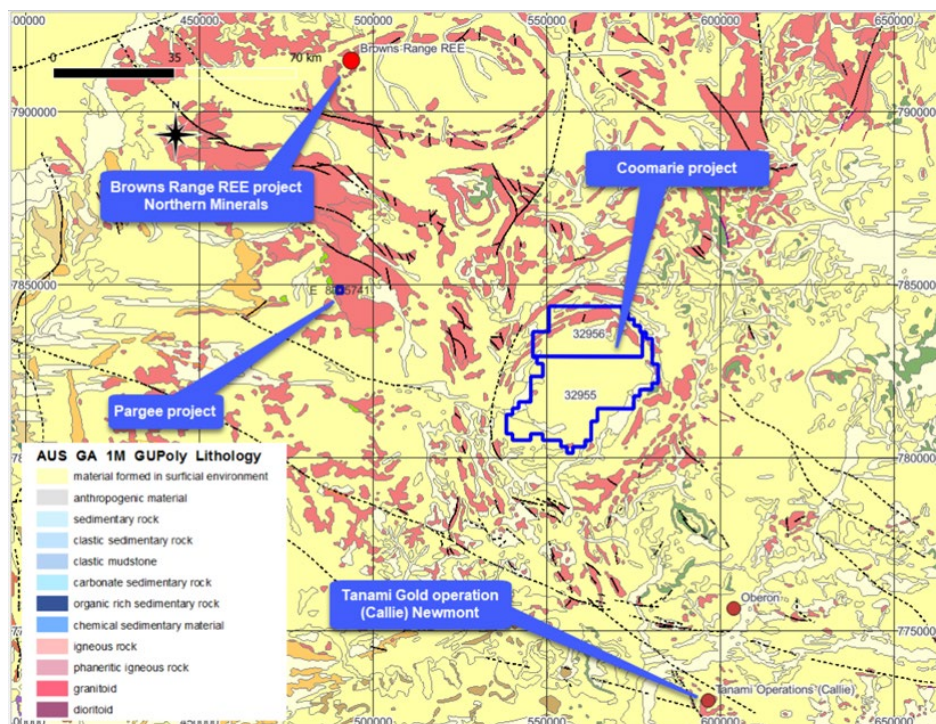 00000
450000
500000
550000
600000
650000
Browns Range REE
0
35
70 km
N
7900000
7900000
Browns Range REE project
Northern Minerals
Coomarie project
7850000
7850000
E
32956
32955
Pargee project
7800000
7800000
AUS GA 1M GUPoly Lithology
material formed in surficial environment
anthropogenic material
sedimentary rock
clastic sedimentary rock
clastic mudstone
carbonate sedimentary rock
organic rich sedimentary rock
chemical sedimentary material
igneous rock
phaneritic igneous rock
granitoid
dioritoid
Tanami Gold operation
(Callie) Newmont
Oberon
7750000
Tanami Operations (Callie)
00000
450000
500000
550000
600000
650000